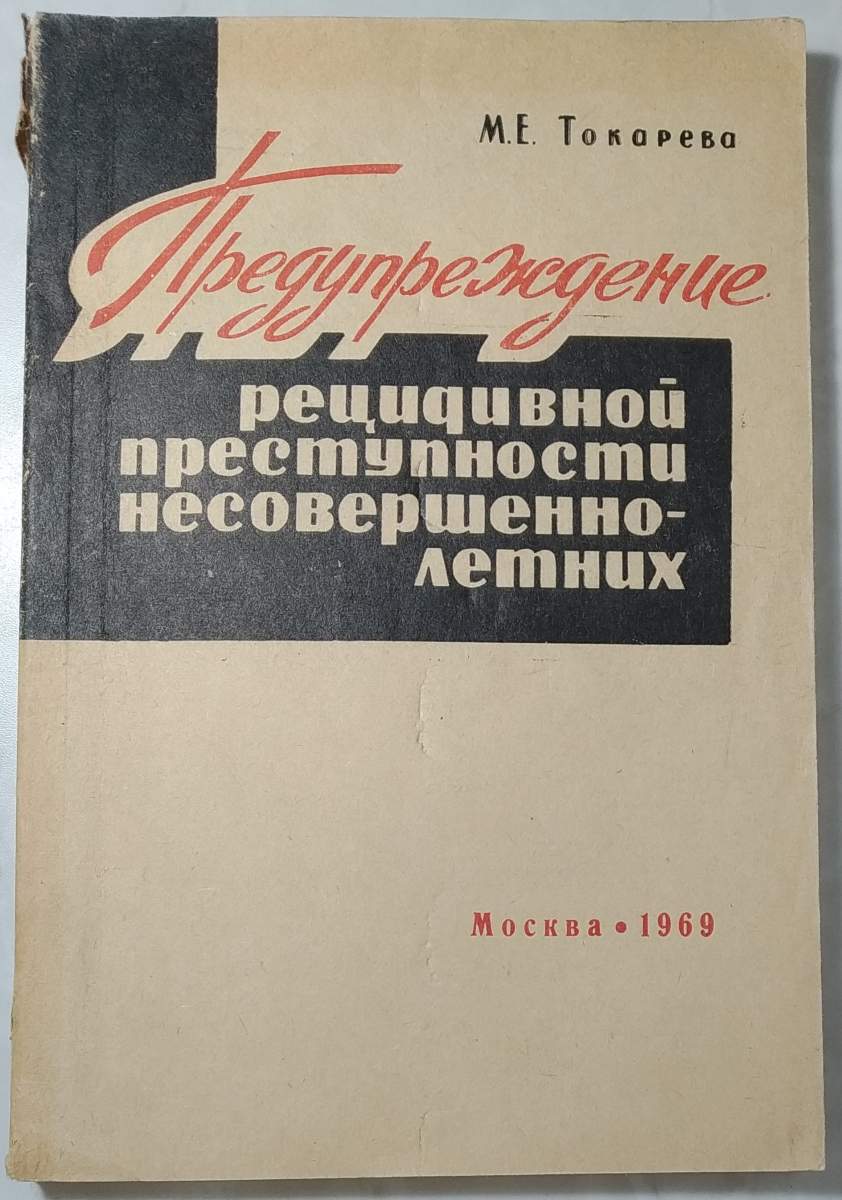 М.Е. Токарева
Предупреждение
рецидивной
преступности
несовершенно-
летних
Москва • 1969